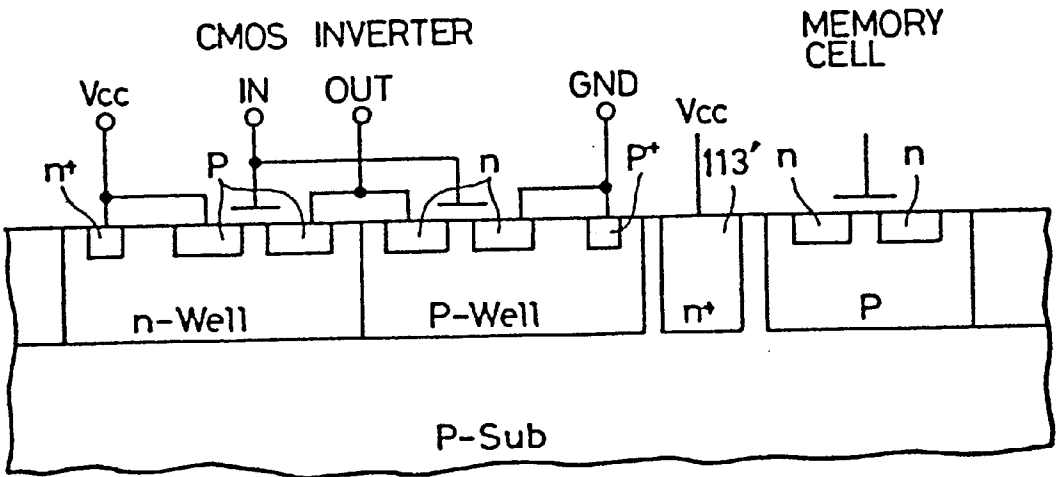 CMOS INVERTER
MEMORY
CELL
Vcc
IN
OUT
GND
Vcc
n+
P
n
P+
113'
n
n
n-Well
P-Well
n+
P
P-Sub